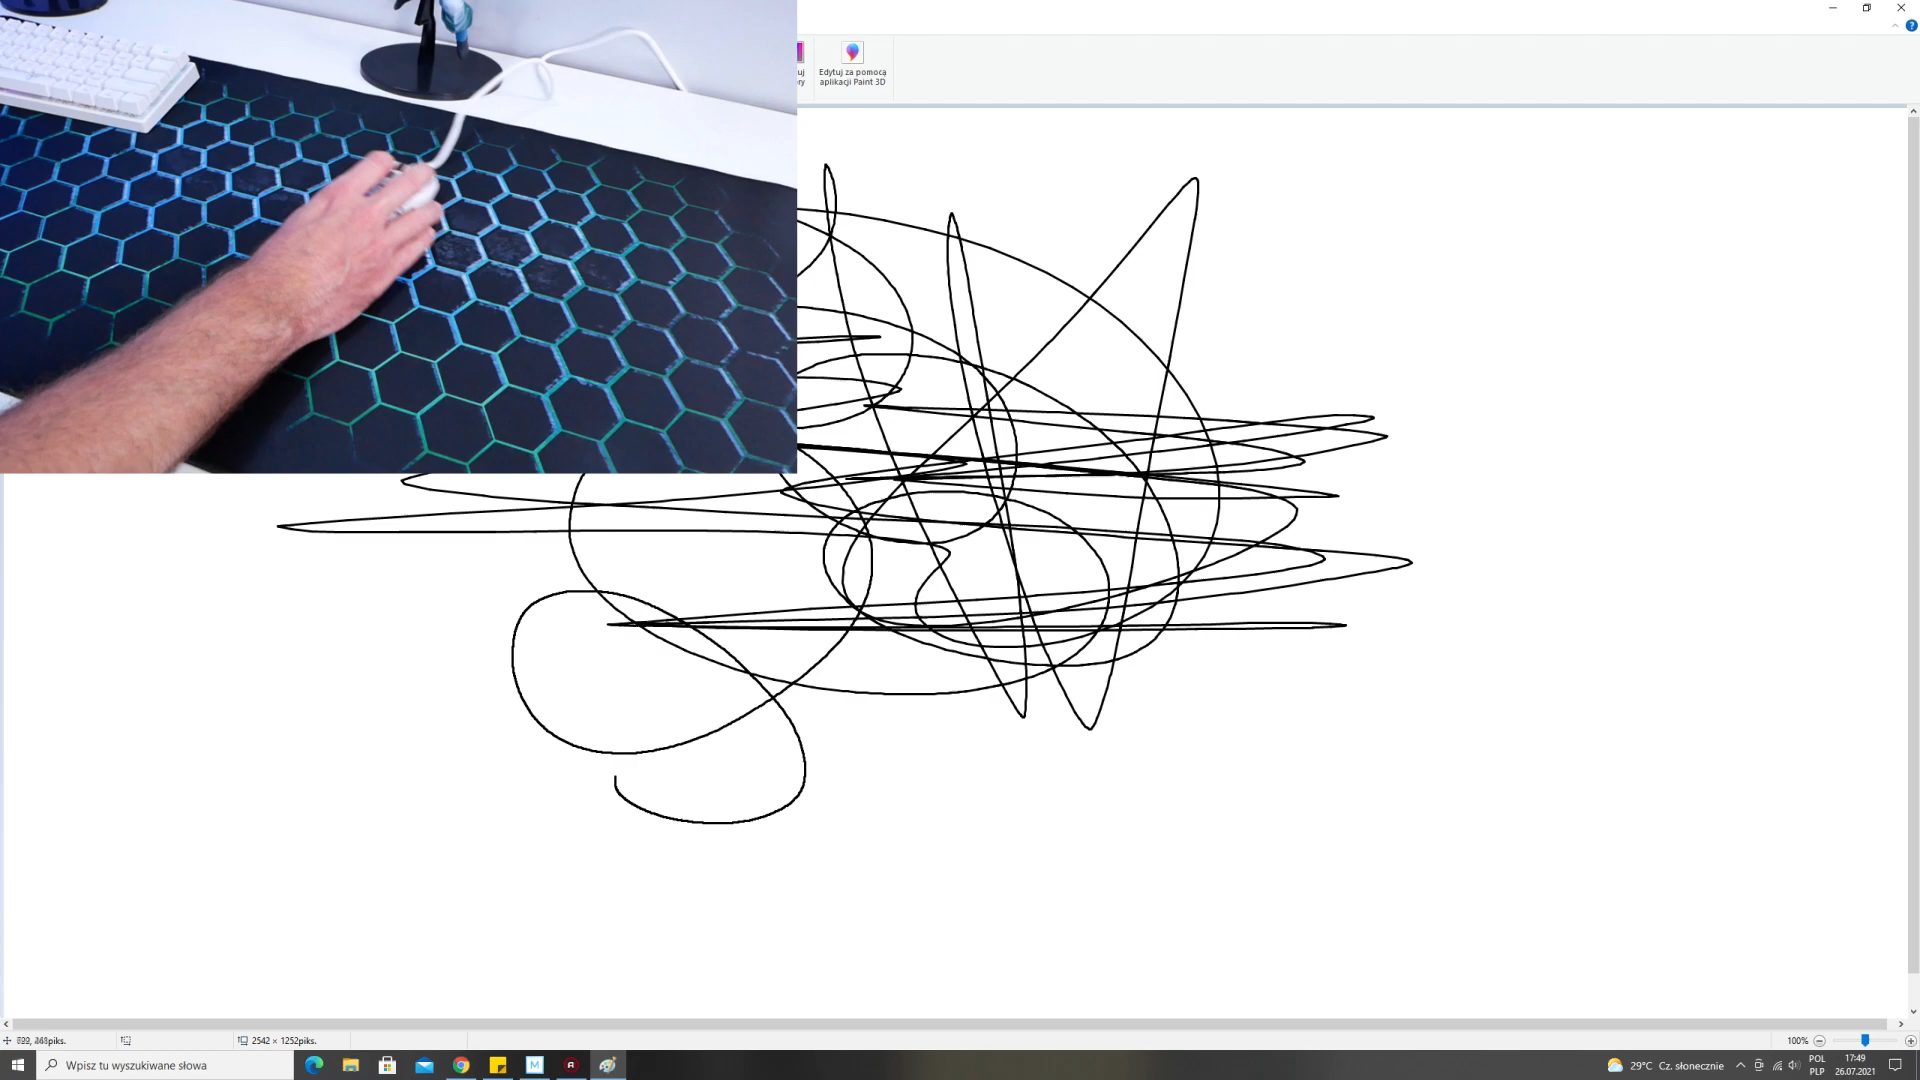 Edytuj za pomocą
aplikacji Paint 3D
2542 × 1252piks.
100%
Wpisz tu wyszukiwane słowa
29°C Cz. słonecznie
POL
PLP
17:49
26.07.2021